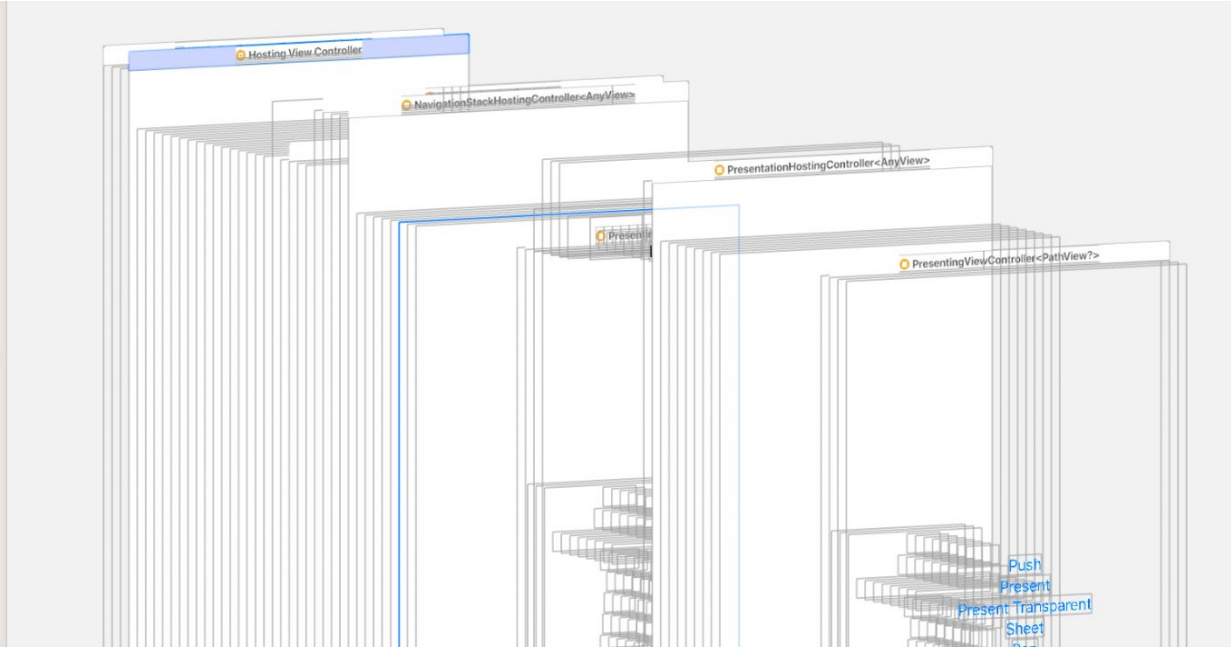 Hosting View Controller
NavigationStackHostingController<AnyView>
PresentationHostingController<AnyView>
PresentingViewController<PathView?>
Push
Present
Present Transparent
Sheet